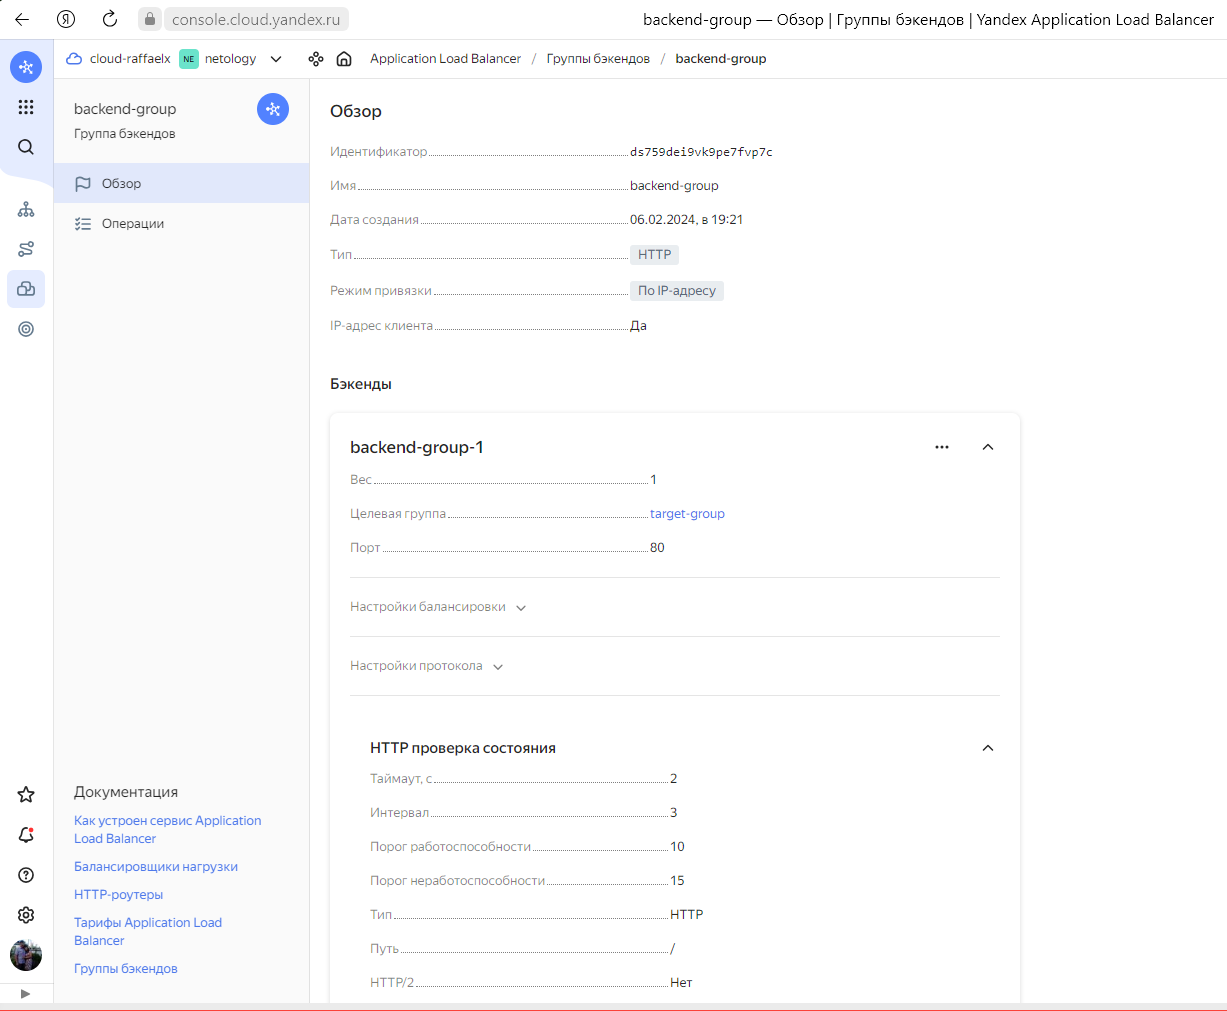 console.cloud.yandex.ru
backend-group — Обзор | Группы бэкендов | Yandex Application Load Balancer
cloud-raffaelx NE netology
Application Load Balancer / Группы бэкендов / backend-group
backend-group
Группа бэкендов
Обзор
Операции
Документация
Как устроен сервис Application
Load Balancer
Балансировщики нагрузки
HTTP-роутеры
Тарифы Application Load
Balancer
Группы бэкендов
Обзор
Идентификатор ds759dei9vk9pe7fvp7c
Имя backend-group
Дата создания 06.02.2024, в 19:21
Тип HTTP
Режим привязки По IP-адресу
IP-адрес клиента Да
Бэкенды
backend-group-1
Вес 1
Целевая группа target-group
Порт 80
Настройки балансировки
Настройки протокола
HTTP проверка состояния
Таймаут, с 2
Интервал 3
Порог работоспособности 10
Порог неработоспособности 15
Тип HTTP
Путь /
HTTP/2 Нет